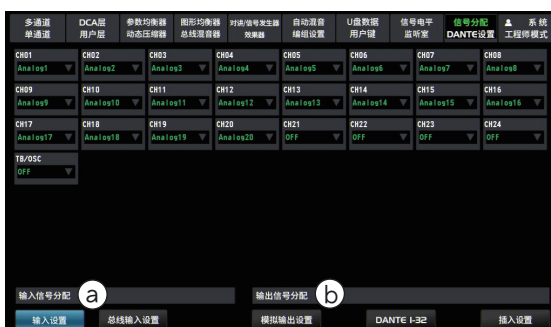 多通道 DCA层 参数均衡器 图形均衡器 对讲/信号发生器 自动混音 U盘数据 信号电平 信号分配 系统
单通道 用户层 动态压缩器 总线混音器 效果器 编组设置 用户键 监听室 DANTE设置 工程师模式
CH01 CH02 CH03 CH04 CH05 CH06 CH07 CH08
Analog1 Analog2 Analog3 Analog4 Analog5 Analog6 Analog7 Analog8
CH09 CH10 CH11 CH12 CH13 CH14 CH15 CH16
Analog9 Analog10 Analog11 Analog12 Analog13 Analog14 Analog15 Analog16
CH17 CH18 CH19 CH20 CH21 CH22 CH23 CH24
Analog17 Analog18 Analog19 Analog20 OFF OFF OFF OFF
TB/OSC
OFF
输入信号分配 a 输出信号分配 b
输入设置 总线输入设置 模拟输出设置 DANTE 1-32 插入设置